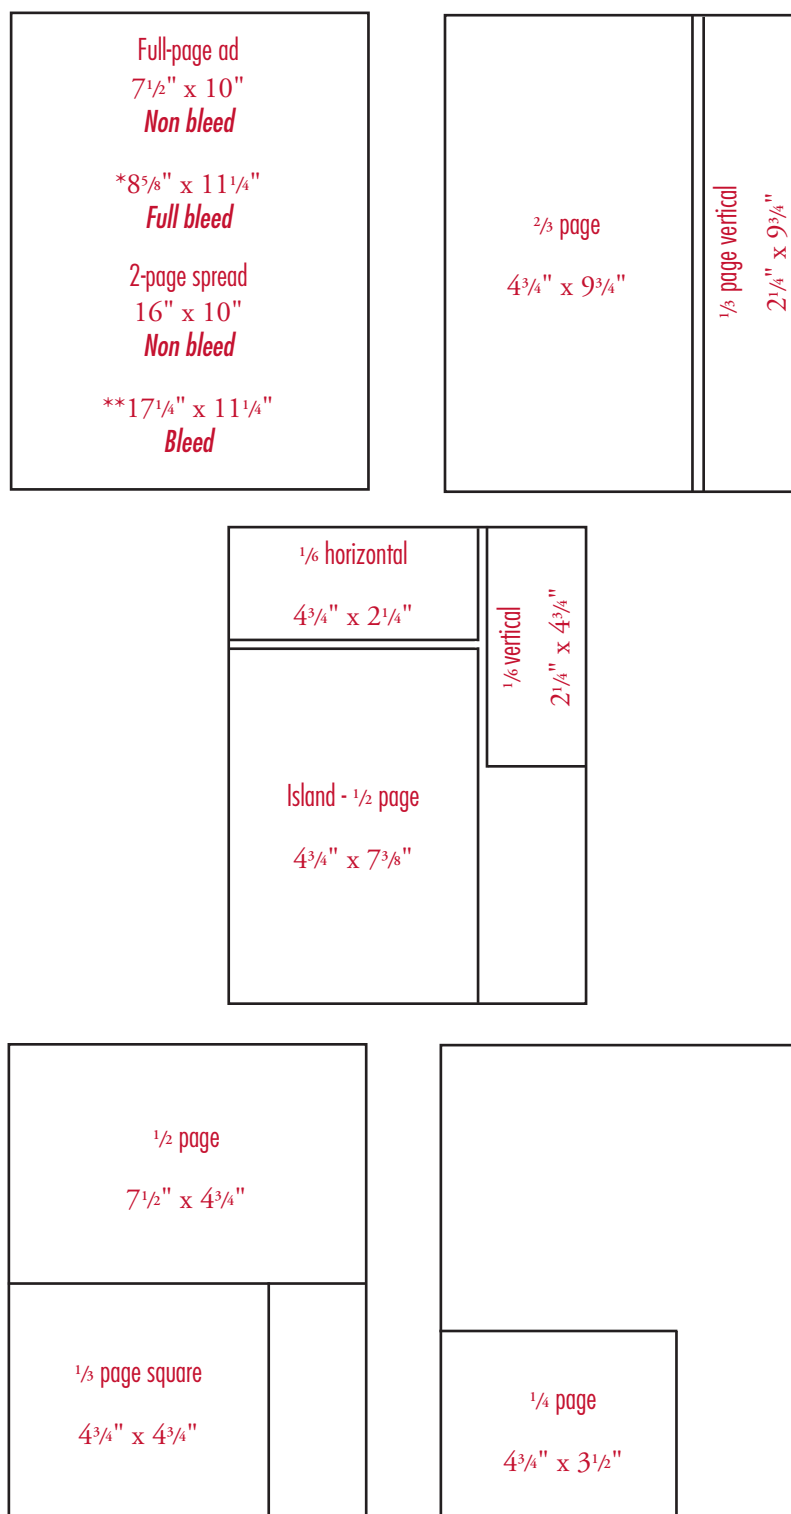 Full-page ad
7½" x 10"
Non bleed
*8⅝" x 11¼"
Full bleed
2-page spread
16" x 10"
Non bleed
**17¼" x 11¼"
Bleed
⅔ page
4¾" x 9¾"
⅓ page vertical
2¼" x 9¾"
⅙ horizontal
4¾" x 2¼"
⅙ vertical
2¼" x 4¾"
Island - ½ page
4¾" x 7⅜"
½ page
7½" x 4¾"
⅓ page square
4¾" x 4¾"
¼ page
4¾" x 3½"